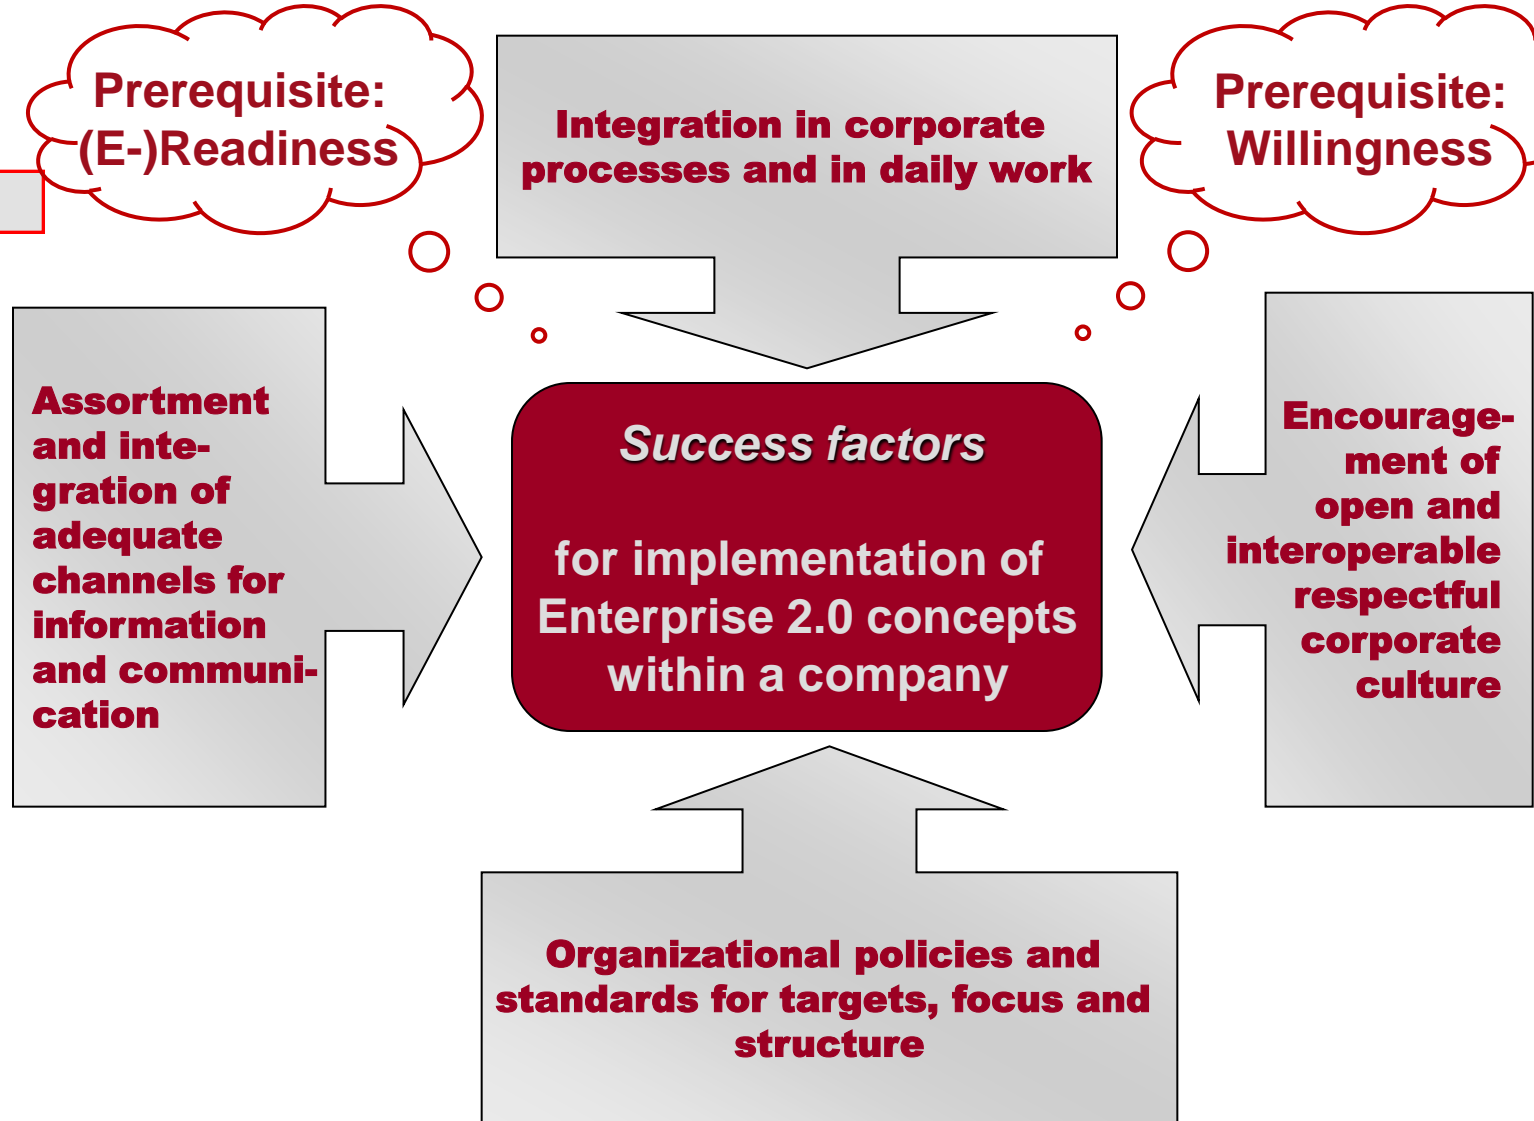 Prerequisite:
(E-)Readiness
Integration in corporate
processes and in daily work
Prerequisite:
Willingness
Assortment
and inte-
gration of
adequate
channels for
information
and communi-
cation
Success factors
for implementation of
Enterprise 2.0 concepts
within a company
Encourage-
ment of
open and
interoperable
respectful
corporate
culture
Organizational policies and
standards for targets, focus and
structure